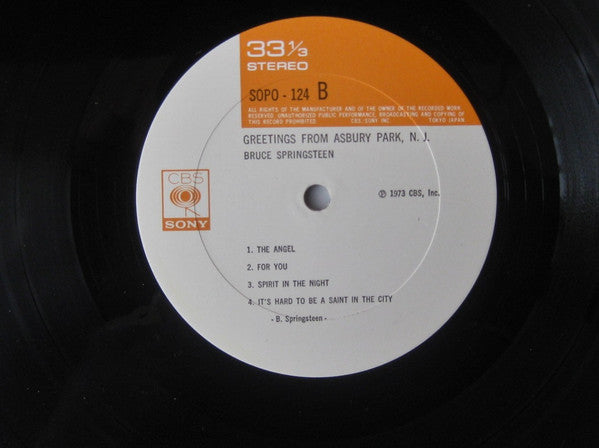 33 1/3
STEREO
SOPO - 124 B
ALL RIGHTS OF THE MANUFACTURER AND OF THE OWNER OF THE RECORDED WORK
RESERVED. UNAUTHORIZED PUBLIC PERFORMANCE, BROADCASTING AND COPYING OF
THIS RECORD PROHIBITED. CBS/SONY INC. TOKYO JAPAN
GREETINGS FROM ASBURY PARK, N. J.
BRUCE SPRINGSTEEN
CBS
SONY
℗ 1973 CBS, Inc.
1. THE ANGEL
2. FOR YOU
3. SPIRIT IN THE NIGHT
4. IT'S HARD TO BE A SAINT IN THE CITY
- B. Springsteen -